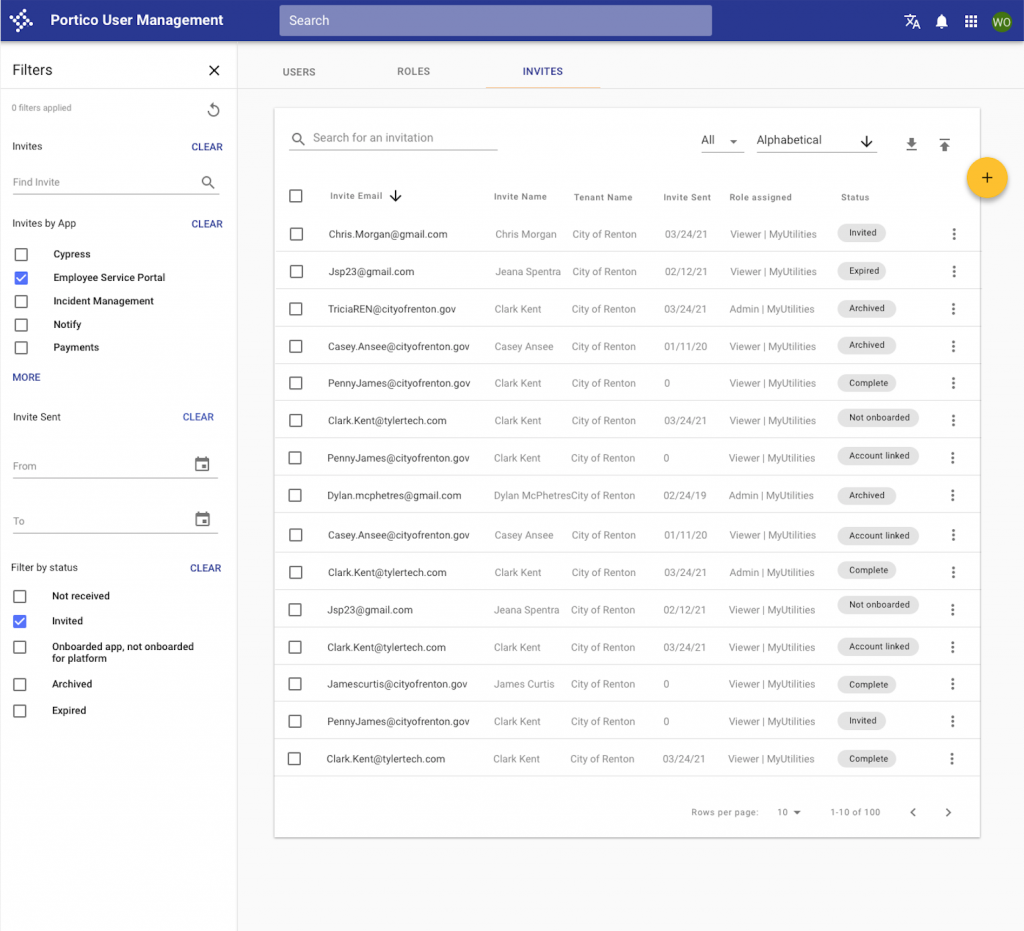 Portico User Management
Search
WO
Filters
0 filters applied
Invites CLEAR
Find Invite
Invites by App CLEAR
Cypress
Employee Service Portal
Incident Management
Notify
Payments
MORE
Invite Sent CLEAR
From
To
Filter by status CLEAR
Not received
Invited
Onboarded app, not onboarded
for platform
Archived
Expired
USERS ROLES INVITES
Search for an invitation All Alphabetical
+
Invite Email Invite Name Tenant Name Invite Sent Role assigned Status
Chris.Morgan@gmail.com Chris Morgan City of Renton 03/24/21 Viewer | MyUtilities Invited
Jsp23@gmail.com Jeana Spentra City of Renton 02/12/21 Viewer | MyUtilities Expired
TriciaREN@cityofrenton.gov Clark Kent City of Renton 03/24/21 Admin | MyUtilities Archived
Casey.Ansee@cityofrenton.gov Casey Ansee City of Renton 01/11/20 Viewer | MyUtilities Archived
PennyJames@cityofrenton.gov Clark Kent City of Renton 0 Viewer | MyUtilities Complete
Clark.Kent@tylertech.com Clark Kent City of Renton 03/24/21 Viewer | MyUtilities Not onboarded
PennyJames@cityofrenton.gov Clark Kent City of Renton 0 Viewer | MyUtilities Account linked
Dylan.mcphetres@gmail.com Dylan McPhetresCity of Renton 02/24/19 Admin | MyUtilities Archived
Casey.Ansee@cityofrenton.gov Casey Ansee City of Renton 01/11/20 Viewer | MyUtilities Account linked
Clark.Kent@tylertech.com Clark Kent City of Renton 03/24/21 Admin | MyUtilities Complete
Jsp23@gmail.com Jeana Spentra City of Renton 02/12/21 Viewer | MyUtilities Not onboarded
Clark.Kent@tylertech.com Clark Kent City of Renton 03/24/21 Viewer | MyUtilities Account linked
Jamescurtis@cityofrenton.gov James Curtis City of Renton 0 Viewer | MyUtilities Complete
PennyJames@cityofrenton.gov Clark Kent City of Renton 0 Viewer | MyUtilities Invited
Clark.Kent@tylertech.com Clark Kent City of Renton 03/24/21 Viewer | MyUtilities Complete
Rows per page: 10 1-10 of 100